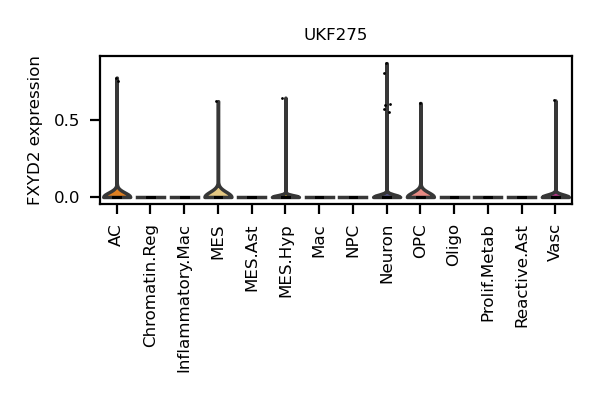 UKF275
FXYD2 expression
0.5
0.0
AC
Chromatin.Reg
Inflammatory.Mac
MES
MES.Ast
MES.Hyp
Mac
NPC
Neuron
OPC
Oligo
Prolif.Metab
Reactive.Ast
Vasc